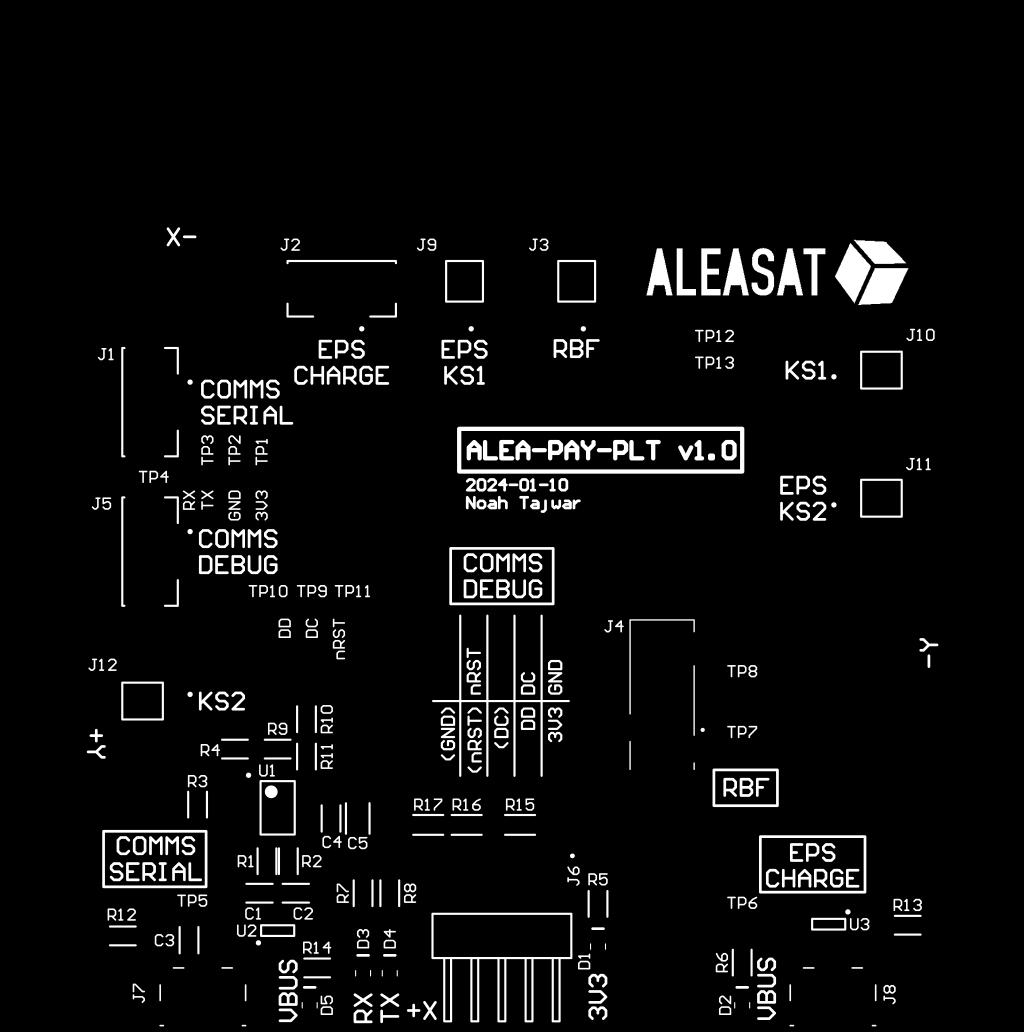 X-
J2
J9
J3
ALEASAT
EPS
CHARGE
EPS
KS1
RBF
TP12
TP13
J10
KS1
J1
COMMS
SERIAL
TP3
TP2
TP1
TP4
ALEA-PAY-PLT v1.0
2024-01-10
Noah Tajwar
J11
EPS
KS2
J5
RX
TX
GND
3V3
COMMS
DEBUG
TP10 TP9 TP11
DD
DC
nRST
COMMS
DEBUG
nRST
DC
GND
(GND)
(nRST)
(DC)
DD
3V3
J4
TP8
TP7
-Y
RBF
J12
KS2
+Y
R4
R9
R10
R11
U1
R3
C4
C5
R17 R16 R15
COMMS
SERIAL
R1
R2
C1
C2
R7
R8
TP5
R12
C3
U2
R14
D3
D4
J7
VBUS
D5
RX
TX
+X
J6
R5
D1
3V3
EPS
CHARGE
TP6
U3
R13
R6
D2
VBUS
J8